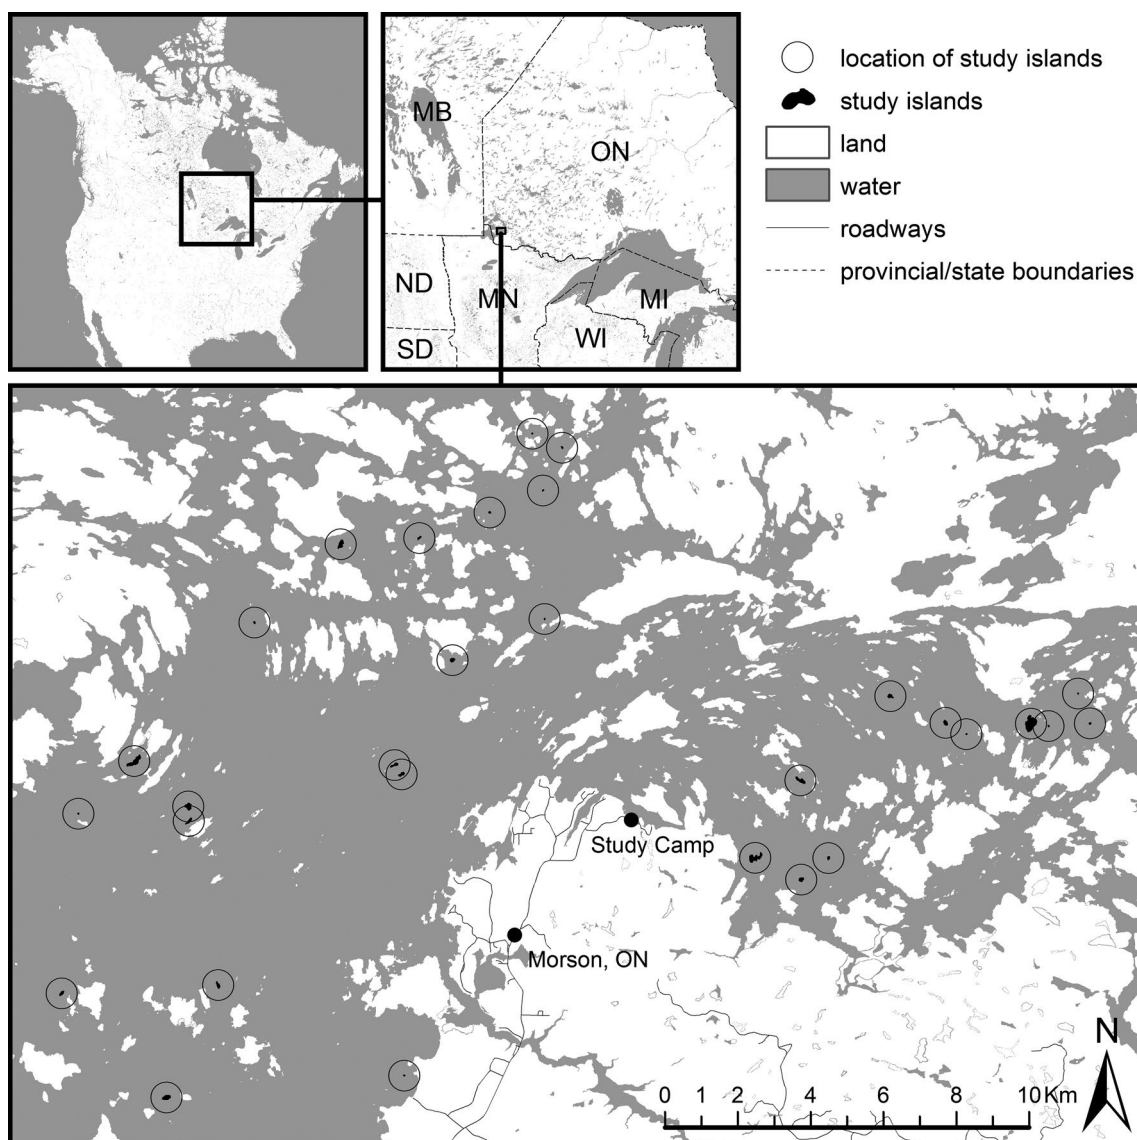 MB
ON
ND
MN
MI
SD
WI
location of study islands
study islands
land
water
roadways
provincial/state boundaries
Study Camp
Morson, ON
N
0 1 2 4 6 8 10 Km